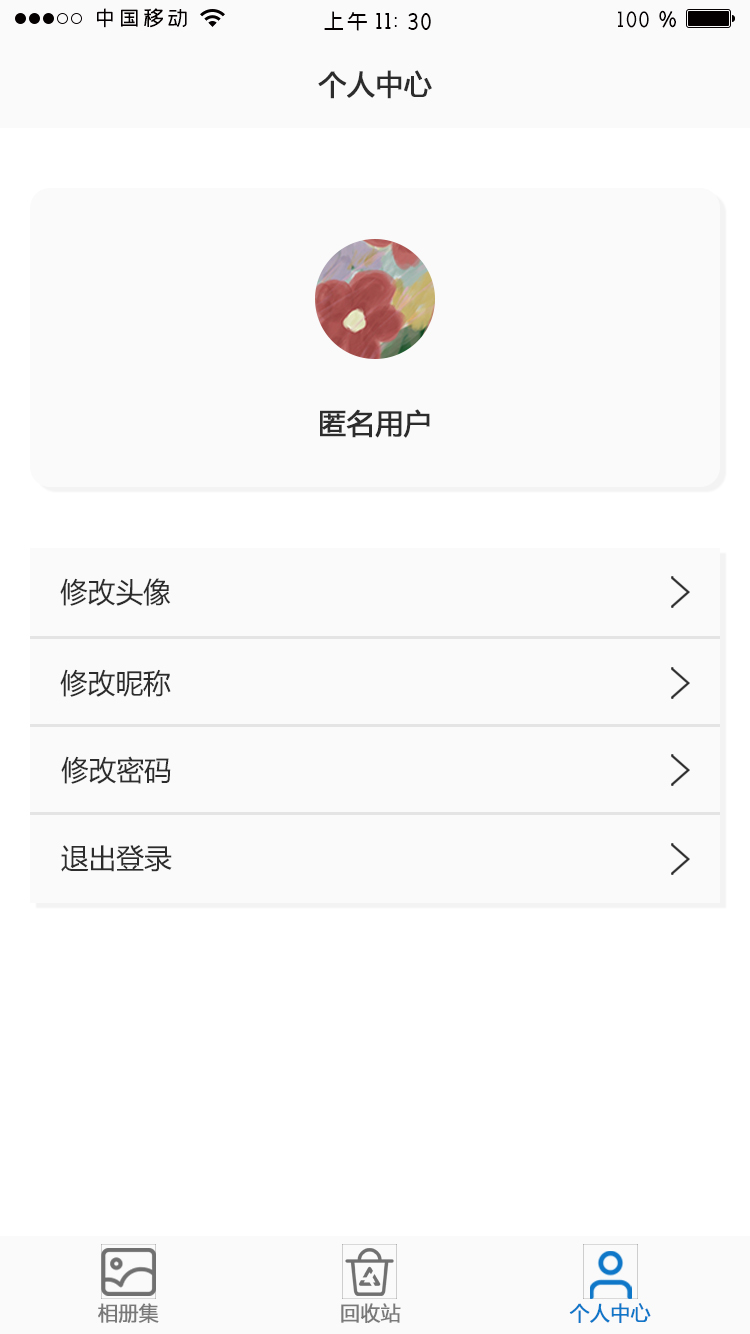 中国移动 上午 11: 30 100 %
个人中心
匿名用户
修改头像
修改昵称
修改密码
退出登录
相册集 回收站 个人中心